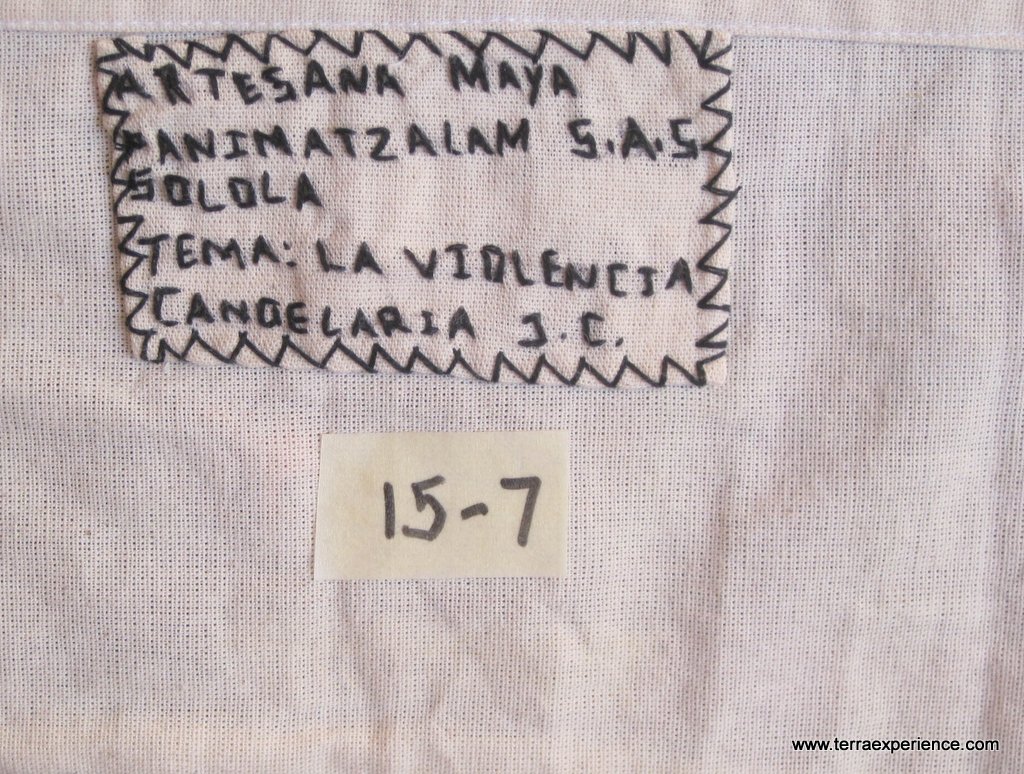 ARTESANA MAYA
PANIMATZALAM S.A.S
SOLOLA
TEMA: LA VIOLENCIA
CANDELARIA J.C.
15-7
www.terraexperience.com